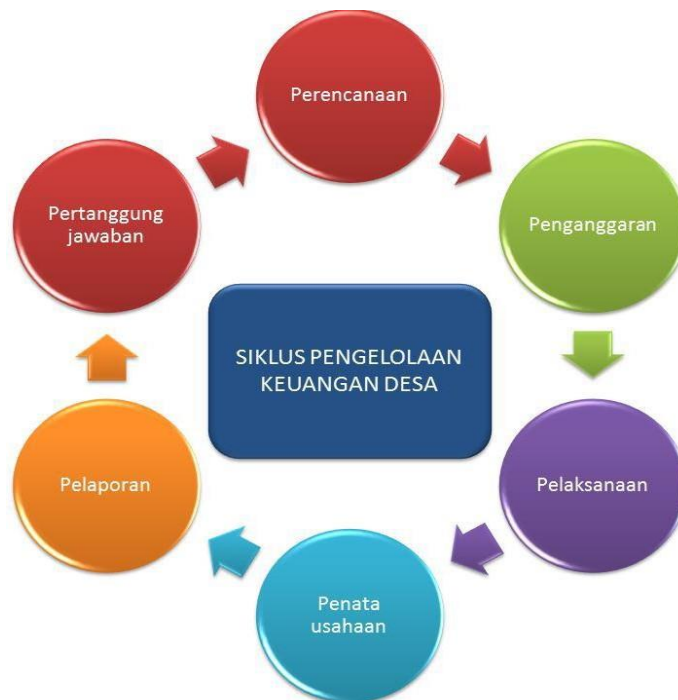 Perencanaan
Penganggaran
Pelaksanaan
Penata
usahaan
Pelaporan
Pertanggung
jawaban
SIKLUS PENGELOLAAN
KEUANGAN DESA